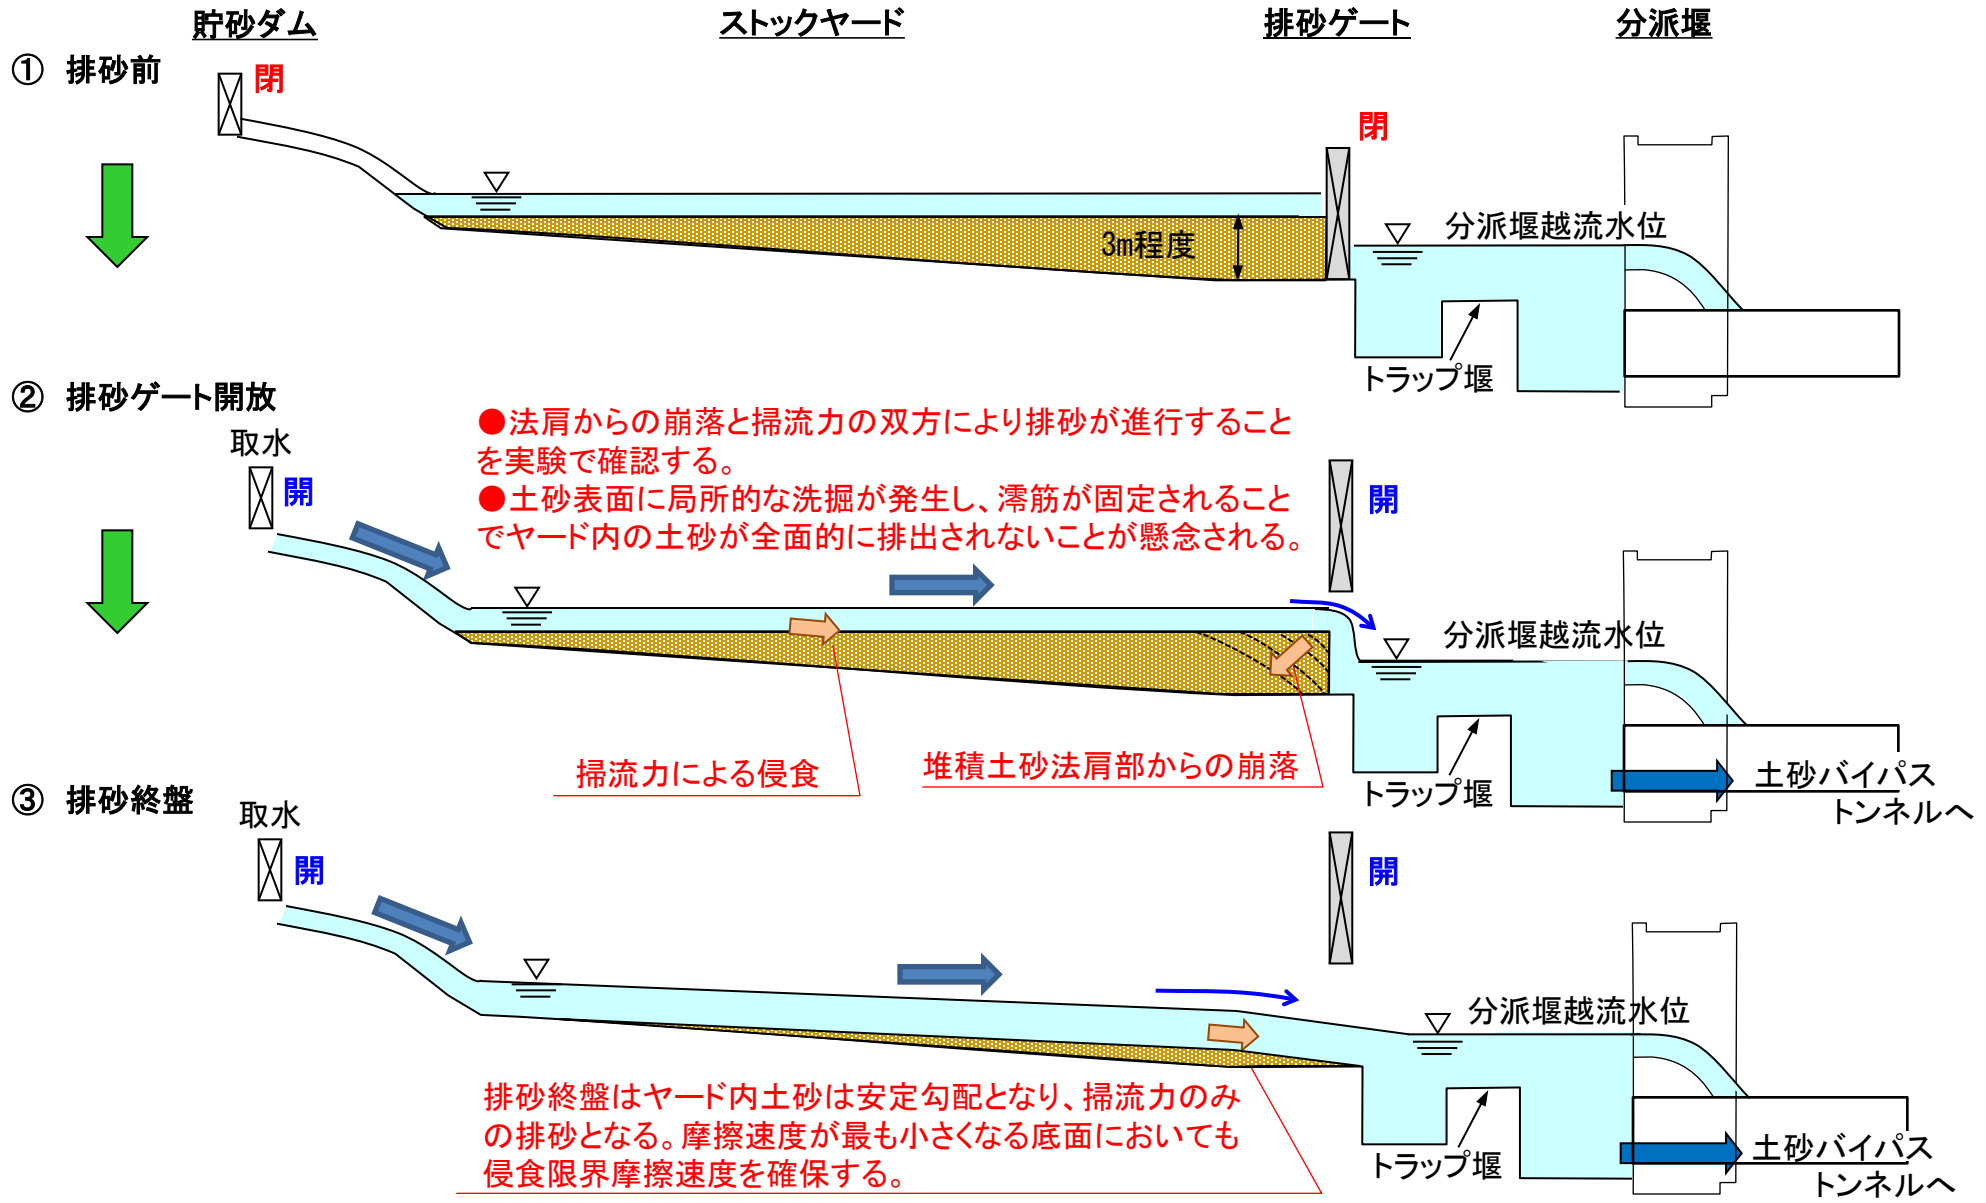 貯砂ダム
ストックヤード
排砂ゲート
分派堰
① 排砂前
閉
閉
3m程度
分派堰越流水位
トラップ堰
② 排砂ゲート開放
取水
開
●法肩からの崩落と掃流力の双方により排砂が進行すること
を実験で確認する。
●土砂表面に局所的な洗掘が発生し、澪筋が固定されること
でヤード内の土砂が全面的に排出されないことが懸念される。
開
分派堰越流水位
掃流力による侵食
堆積土砂法肩部からの崩落
トラップ堰
土砂バイパス
トンネルへ
③ 排砂終盤
取水
開
開
分派堰越流水位
排砂終盤はヤード内土砂は安定勾配となり、掃流力のみ
の排砂となる。摩擦速度が最も小さくなる底面においても
侵食限界摩擦速度を確保する。
トラップ堰
土砂バイパス
トンネルへ